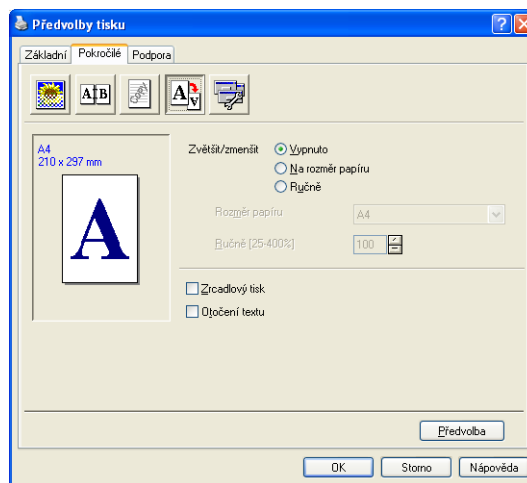 Předvolby tisku
Základní Pokročilé Podpora
A B
A A
A4
210 x 297 mm
A
Zvětšit/zmenšit Vypnuto
Na rozměr papíru
Ručně
Rozměr papíru A4
Ručně [25-400%] 100
Zrcadlový tisk
Otočení textu
Předvolba
OK Storno Nápověda